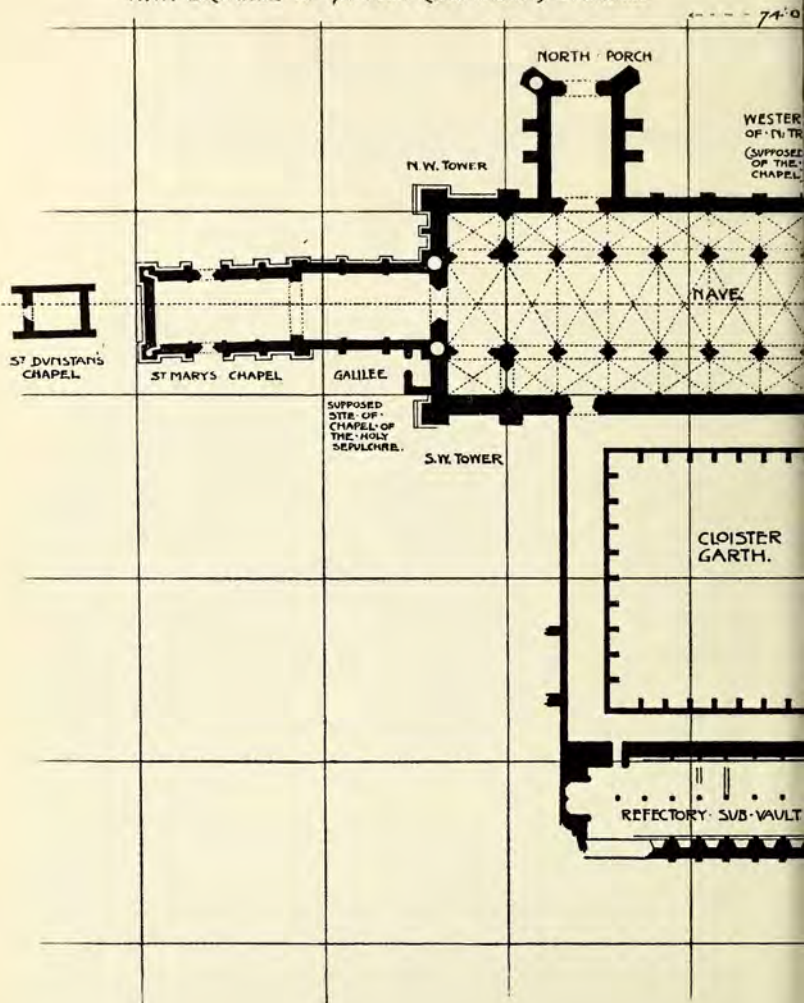 74·0
NORTH · PORCH
WESTER
OF · N: TR
(SUPPOSED
OF THE ·
CHAPEL
N.W. TOWER
NAVE
ST DUNSTAN'S
CHAPEL
ST MARYS CHAPEL
GALILEE
SUPPOSED
SITE · OF ·
CHAPEL · OF
THE · HOLY
SEPULCHRE.
S.W. TOWER
CLOISTER
GARTH.
REFECTORY · SUB · VAULT